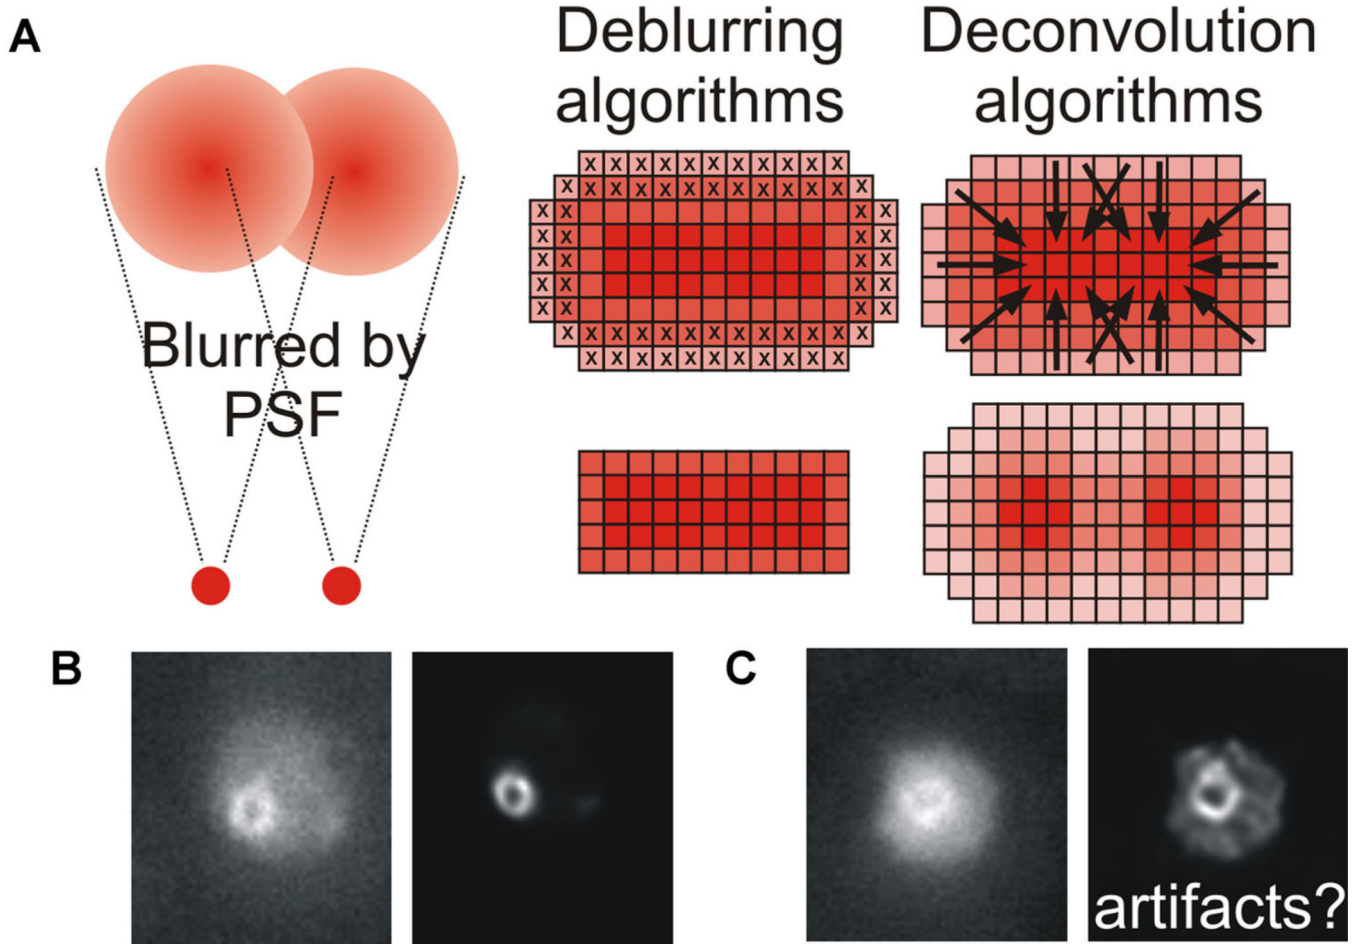 A
Deblurring
algorithms
Deconvolution
algorithms
x x x x x x x x x x x
x x x x x x x x x x x x x
x x x x
x x x x
x x x x
x x x x
x x x x
x x x x x x x x x x x x x
x x x x x x x x x x x
Blurred by
PSF
B
C
artifacts?